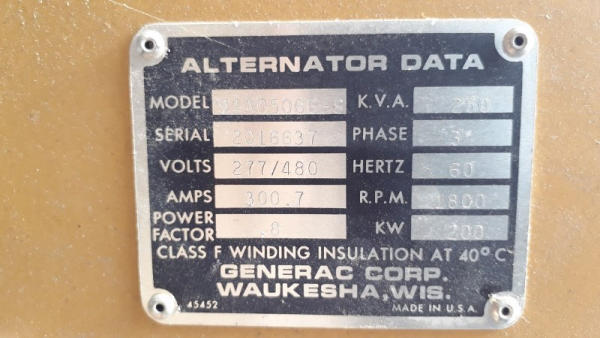 ALTERNATOR DATA
MODEL K.V.A.
SERIAL PHASE 3
VOLTS 277/480 HERTZ 60
AMPS 300.7 R.P.M. 1800
POWER FACTOR .8 KW 200
CLASS F WINDING INSULATION AT 40°C
GENERAC CORP.
WAUKESHA, WIS.
45452 MADE IN U.S.A.